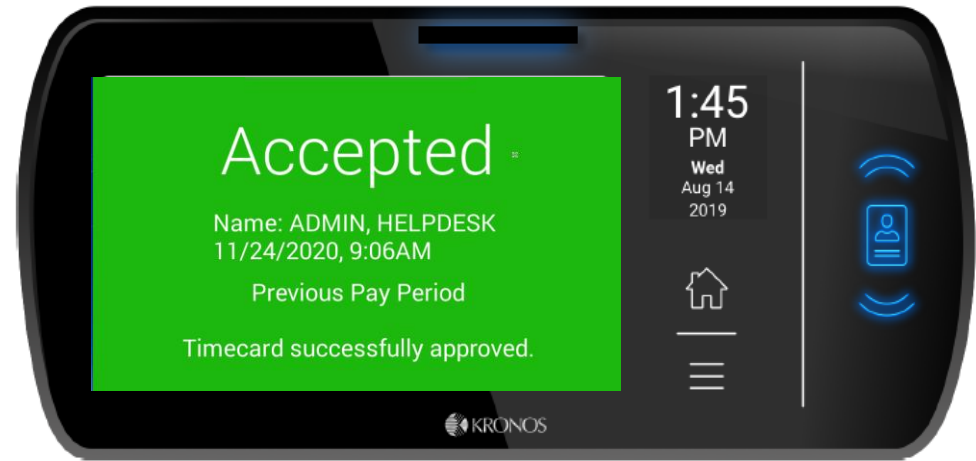 Accepted
Name: ADMIN, HELPDESK
11/24/2020, 9:06AM
Previous Pay Period
Timecard successfully approved.
1:45
PM
Wed
Aug 14
2019
KRONOS